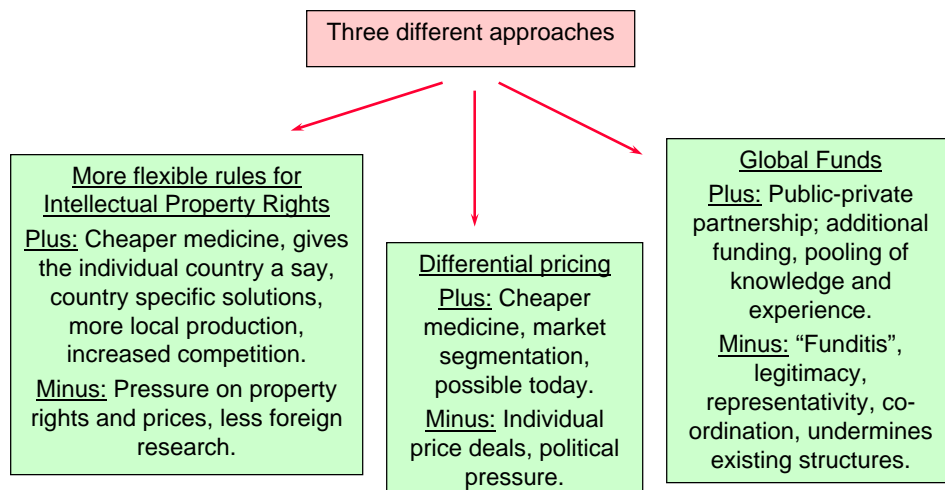 Three different approaches
More flexible rules for
Intellectual Property Rights
Plus: Cheaper medicine, gives
the individual country a say,
country specific solutions,
more local production,
increased competition.
Minus: Pressure on property
rights and prices, less foreign
research.
Differential pricing
Plus: Cheaper
medicine, market
segmentation,
possible today.
Minus: Individual
price deals, political
pressure.
Global Funds
Plus: Public-private
partnership; additional
funding, pooling of
knowledge and
experience.
Minus: “Funditis”,
legitimacy,
representativity, co-
ordination, undermines
existing structures.